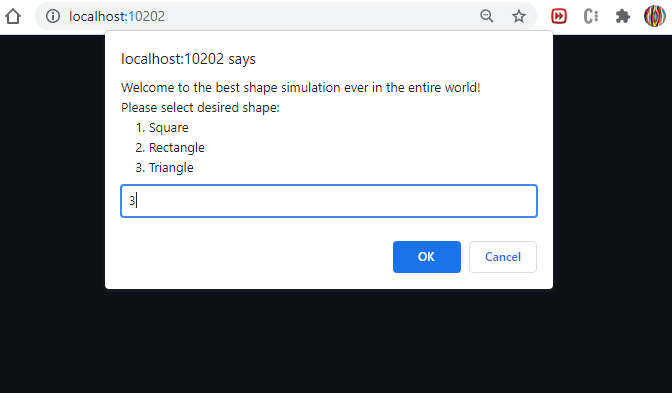 localhost:10202
localhost:10202 says
Welcome to the best shape simulation ever in the entire world!
Please select desired shape:
1. Square
2. Rectangle
3. Triangle
3
OK
Cancel